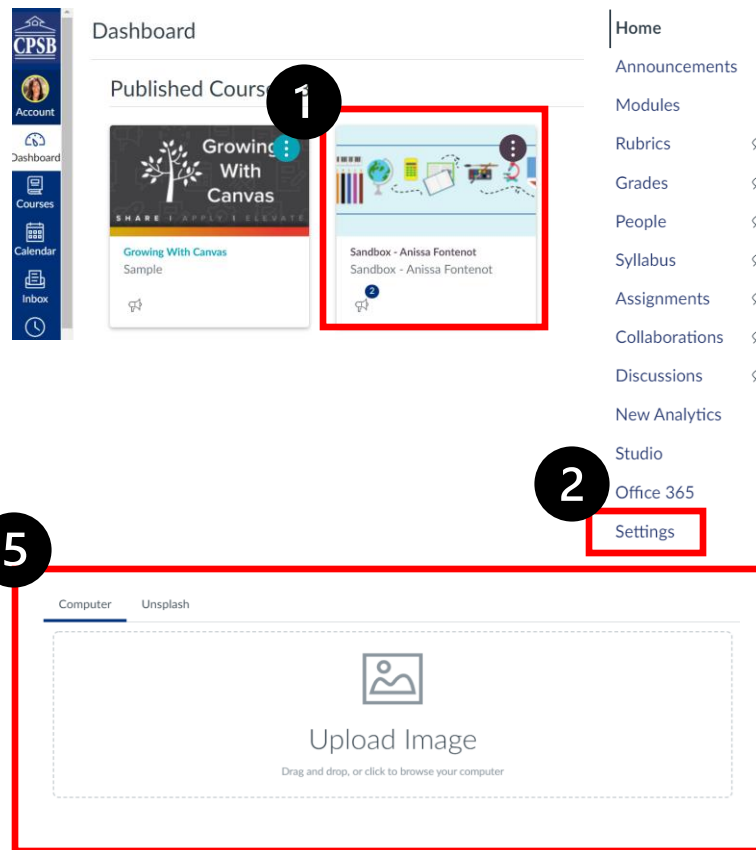 CPSB
Account
Dashboard
Courses
Calendar
Inbox
Dashboard
Published Cours
1
Growing
With
Canvas
SHARE | APPLY | ELEVATE
Growing With Canvas
Sample
Sandbox - Anissa Fontenot
Sandbox - Anissa Fontenot
2
Home
Announcements
Modules
Rubrics
Grades
People
Syllabus
Assignments
Collaborations
Discussions
New Analytics
Studio
Office 365
2
Settings
5
Computer Unsplash
Upload Image
Drag and drop, or click to browse your computer